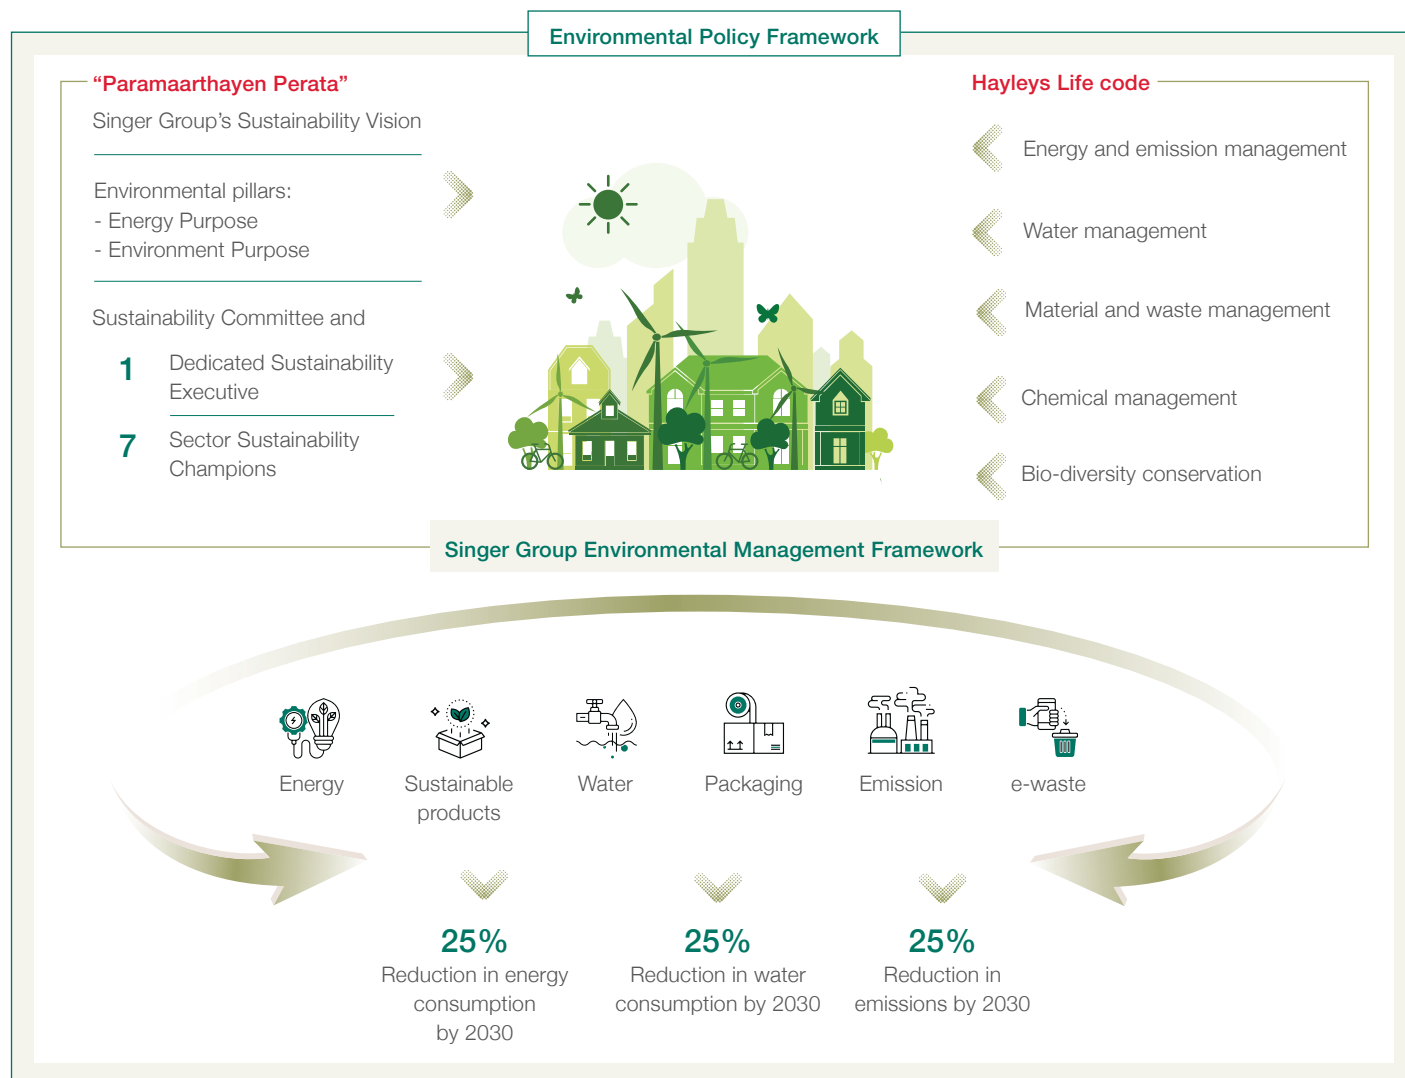 Environmental Policy Framework
“Paramaarthayen Perata”
Singer Group’s Sustainability Vision
Environmental pillars:
- Energy Purpose
- Environment Purpose
Sustainability Committee and
1 Dedicated Sustainability
Executive
7 Sector Sustainability
Champions
Hayleys Life code
Energy and emission management
Water management
Material and waste management
Chemical management
Bio-diversity conservation
Singer Group Environmental Management Framework
Energy
Sustainable
products
Water
Packaging
Emission
e-waste
25%
Reduction in energy
consumption
by 2030
25%
Reduction in water
consumption by 2030
25%
Reduction in
emissions by 2030